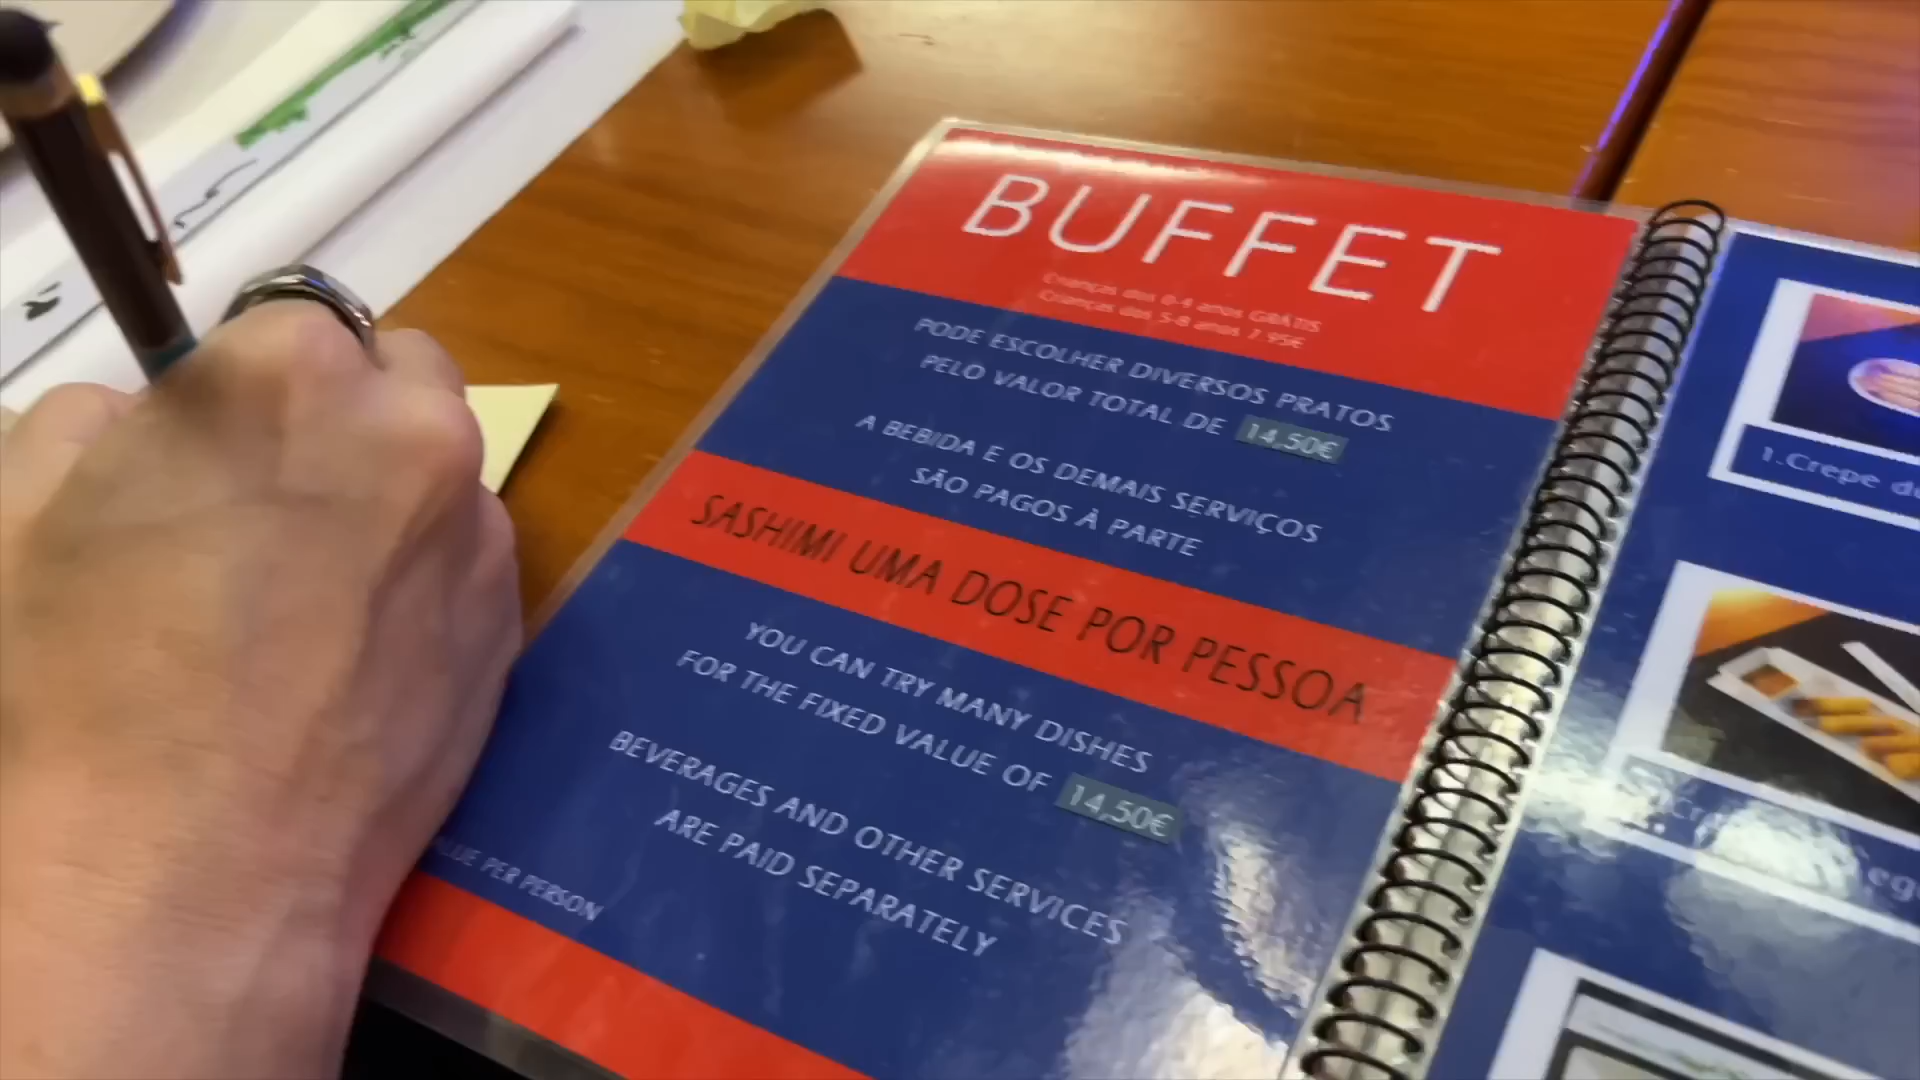 BUFFET
Crianças dos 0-4 anos GRÁTIS
Crianças dos 5-8 anos 7.95€
PODE ESCOLHER DIVERSOS PRATOS
PELO VALOR TOTAL DE 14,50€
A BEBIDA E OS DEMAIS SERVIÇOS
SÃO PAGOS À PARTE
SASHIMI UMA DOSE POR PESSOA
YOU CAN TRY MANY DISHES
FOR THE FIXED VALUE OF 14,50€
BEVERAGES AND OTHER SERVICES
ARE PAID SEPARATELY
PER PERSON
1.Crepe